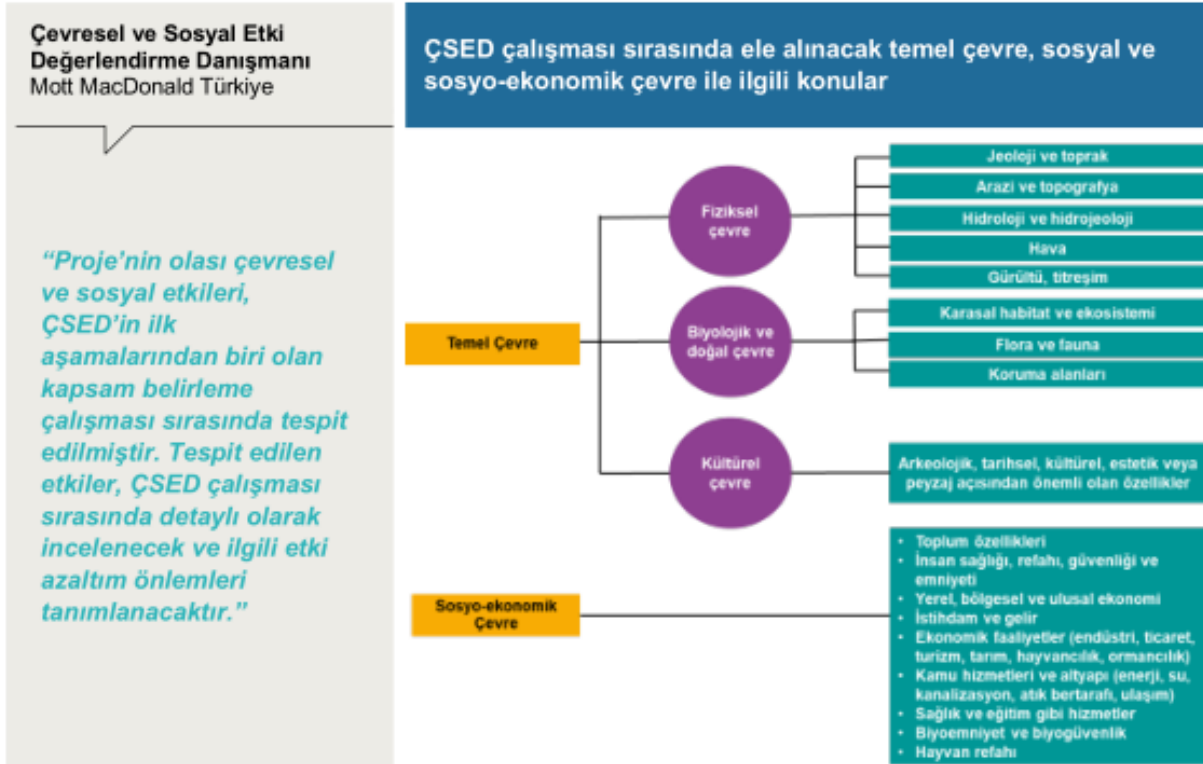 Çevresel ve Sosyal Etki
Değerlendirme Danışmanı
Mott MacDonald Türkiye
“Proje’nin olası çevresel
ve sosyal etkileri,
ÇSED’in ilk
aşamalarından biri olan
kapsam belirleme
çalışması sırasında tespit
edilmiştir. Tespit edilen
etkiler, ÇSED çalışması
sırasında detaylı olarak
incelenecek ve ilgili etki
azaltım önlemleri
tanımlanacaktır.”
ÇSED çalışması sırasında ele alınacak temel çevre, sosyal ve
sosyo-ekonomik çevre ile ilgili konular
Temel Çevre
Fiziksel
çevre
Jeoloji ve toprak
Arazi ve topografya
Hidroloji ve hidrojeoloji
Hava
Gürültü, titreşim
Biyolojik ve
doğal çevre
Karasal habitat ve ekosistemi
Flora ve fauna
Koruma alanları
Kültürel
çevre
Arkeolojik, tarihsel, kültürel, estetik veya
peyzaj açısından önemli olan özellikler
Sosyo-ekonomik
Çevre
• Toplum özellikleri
• İnsan sağlığı, refahı, güvenliği ve
emniyeti
• Yerel, bölgesel ve ulusal ekonomi
• İstihdam ve gelir
• Ekonomik faaliyetler (endüstri, ticaret,
turizm, tarım, hayvancılık, ormancılık)
• Kamu hizmetleri ve altyapı (enerji, su,
kanalizasyon, atık bertarafı, ulaşım)
• Sağlık ve eğitim gibi hizmetler
• Biyoemniyet ve biyogüvenlik
• Hayvan refahı